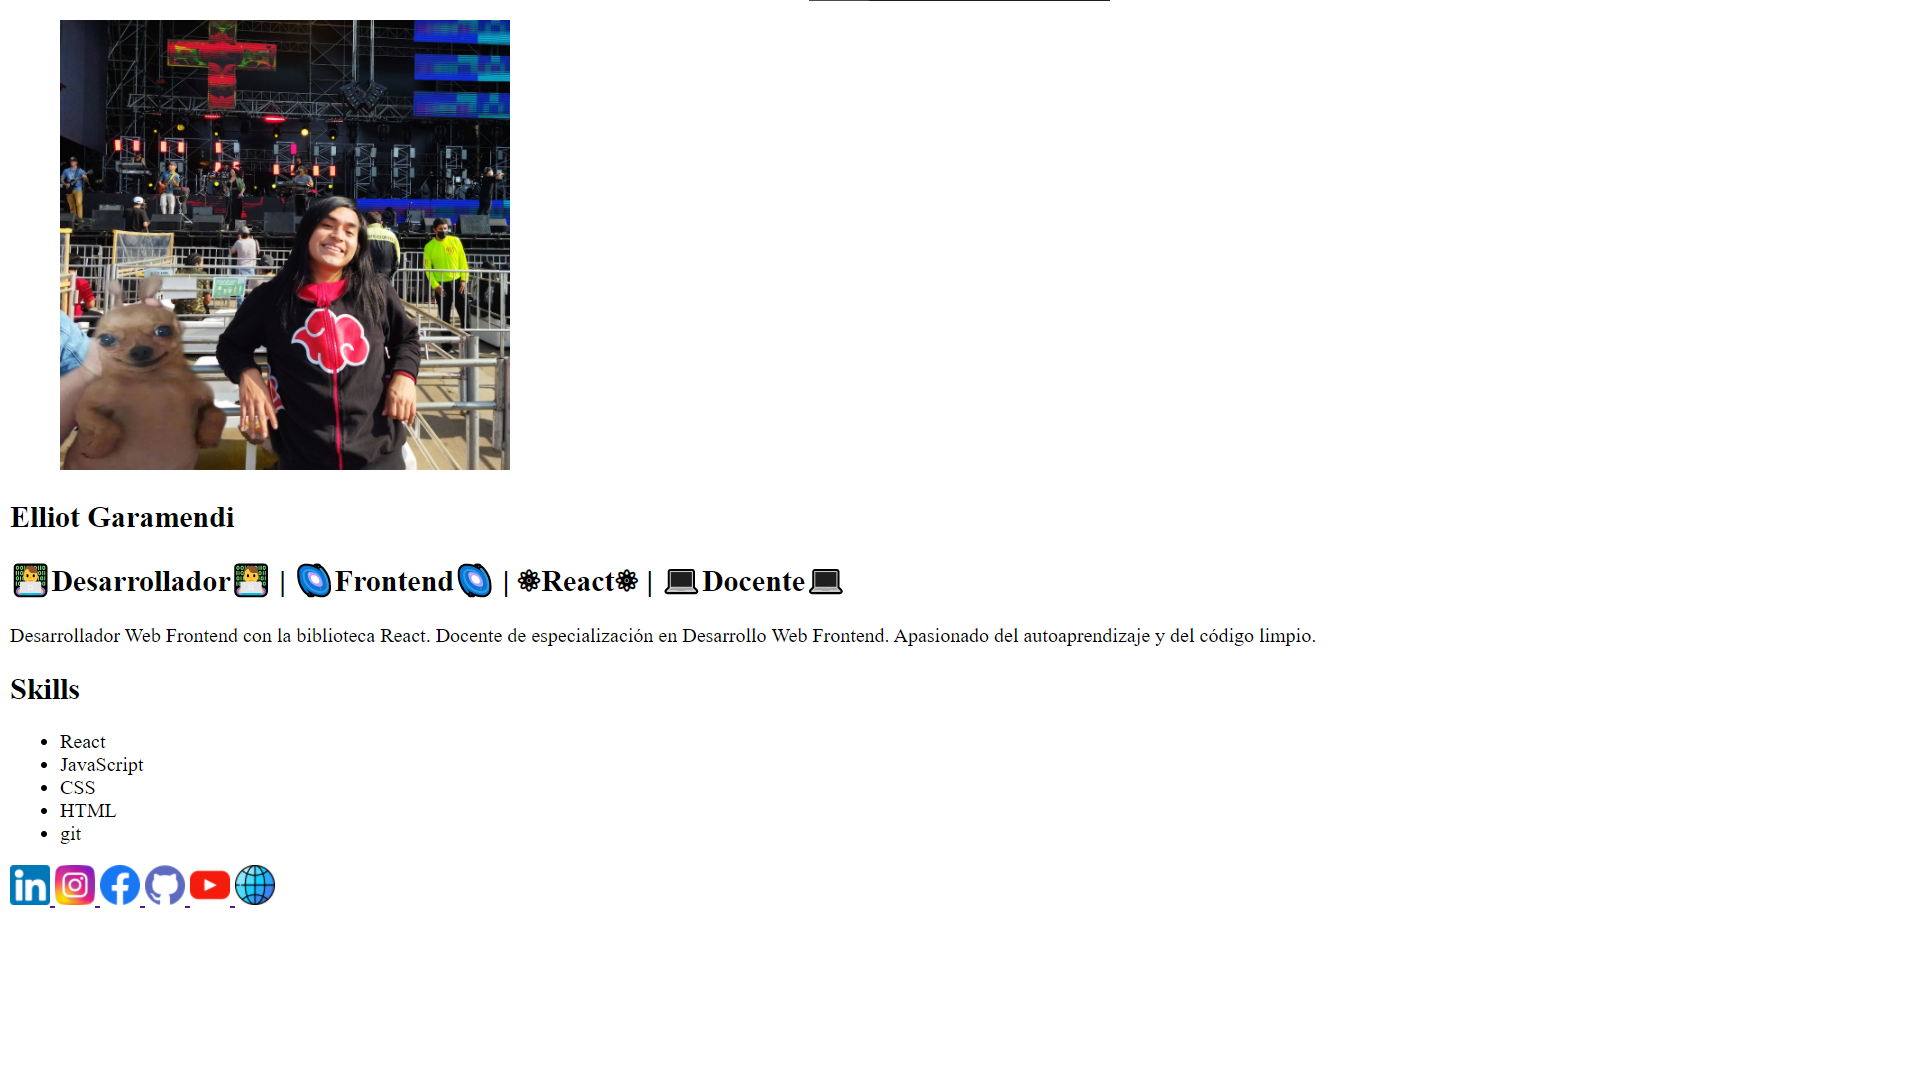 Elliot Garamendi
👨‍💻Desarrollador👨‍💻 | 🌀Frontend🌀 | ⚛React⚛ | 💻Docente💻
Desarrollador Web Frontend con la biblioteca React. Docente de especialización en Desarrollo Web Frontend. Apasionado del autoaprendizaje y del código limpio.
Skills
• React
• JavaScript
• CSS
• HTML
• git
in